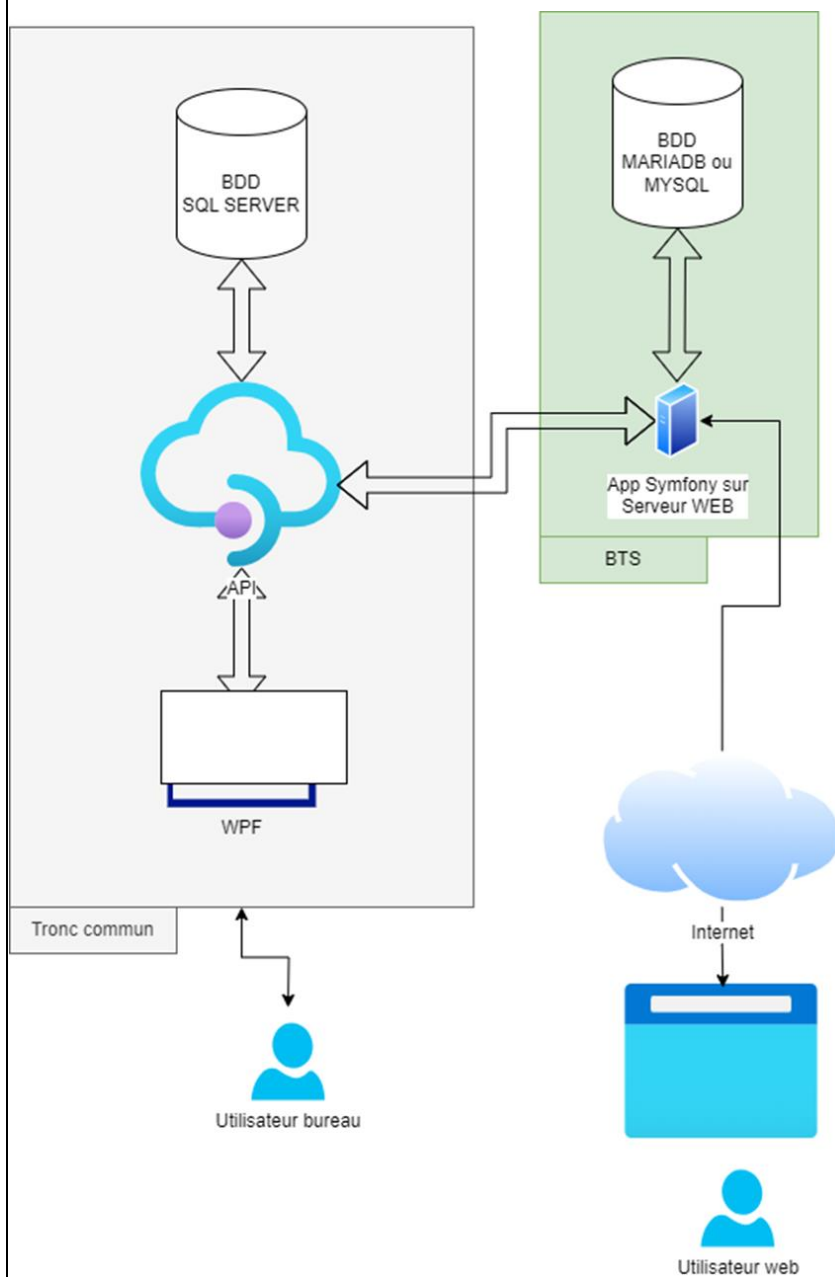 BDD
SQL SERVER
BDD
MARIADB ou
MYSQL
App Symfony sur
Serveur WEB
BTS
API
WPF
Tronc commun
Internet
Utilisateur bureau
Utilisateur web